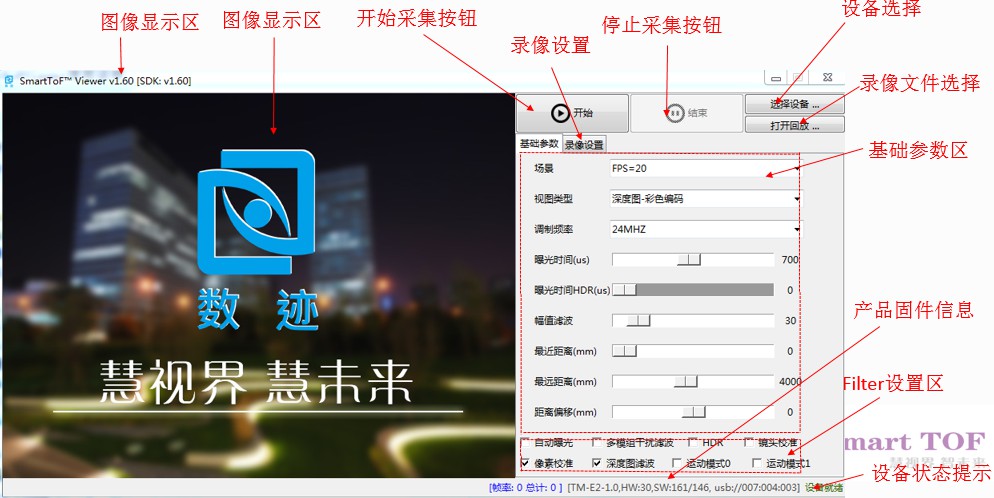 图像显示区
图像显示区
开始采集按钮
录像设置
停止采集按钮
设备选择
SmartToF™ Viewer v1.60 [SDK: v1.60]
录像文件选择
开始
结束
选择设备 ...
打开回放 ...
基础参数
录像设置
基础参数区
场景
FPS=20
视图类型
深度图-彩色编码
调制频率
24MHZ
曝光时间(us)
700
曝光时间HDR(us)
0
幅值滤波
30
最近距离(mm)
0
最远距离(mm)
4000
距离偏移(mm)
0
数迹
慧视界 慧未来
产品固件信息
Filter设置区
自动曝光
多模组干扰滤波
HDR
镜头校准
像素校准
深度图滤波
运动模式0
运动模式1
mart TOF
慧视界 智未来
设备状态提示
[帧率: 0 总计: 0 ]
[TM-E2-1.0,HW:30,SW:161/146, usb://007:004:003]
设备就绪